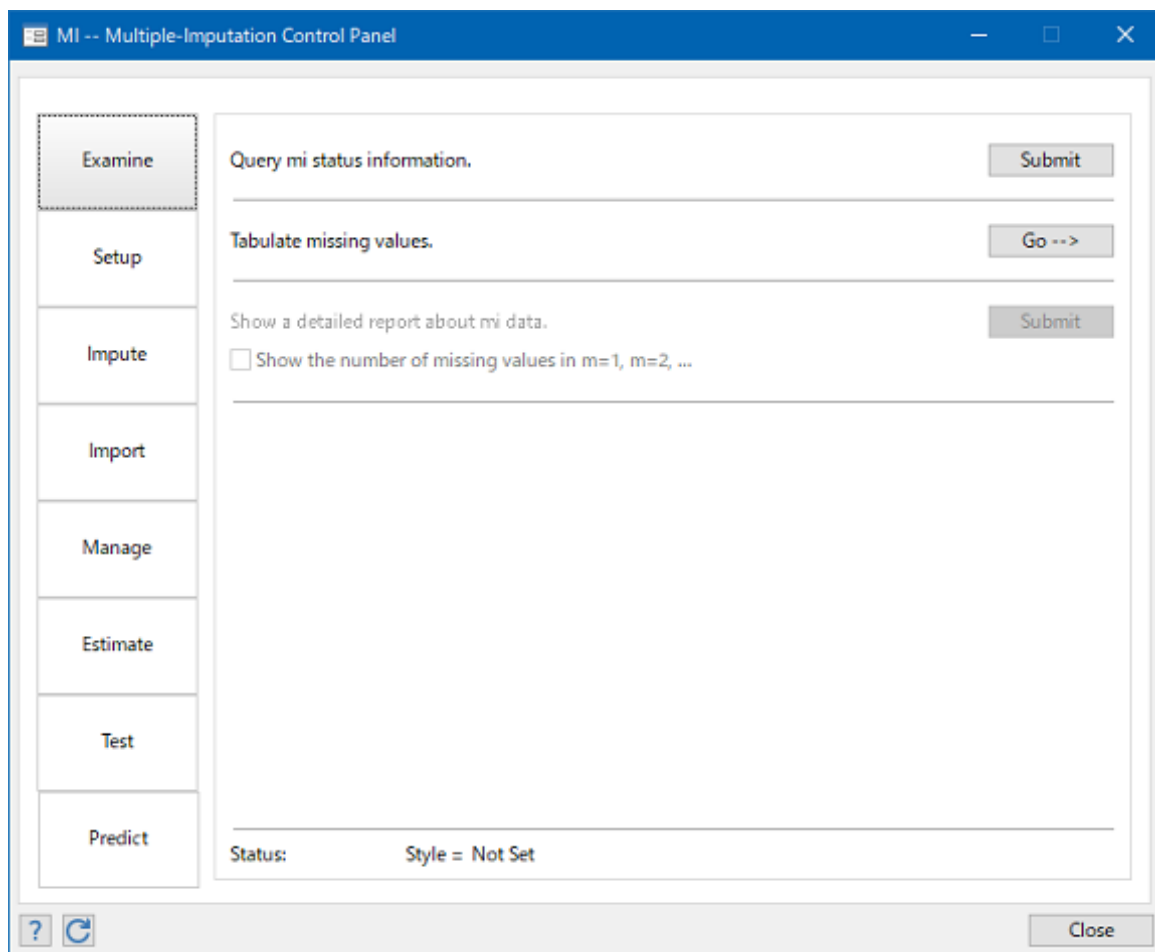 MI -- Multiple-Imputation Control Panel
Examine
Setup
Impute
Import
Manage
Estimate
Test
Predict
Query mi status information.
Submit
Tabulate missing values.
Go -->
Show a detailed report about mi data.
Submit
Show the number of missing values in m=1, m=2, ...
Status: Style = Not Set
?
Close